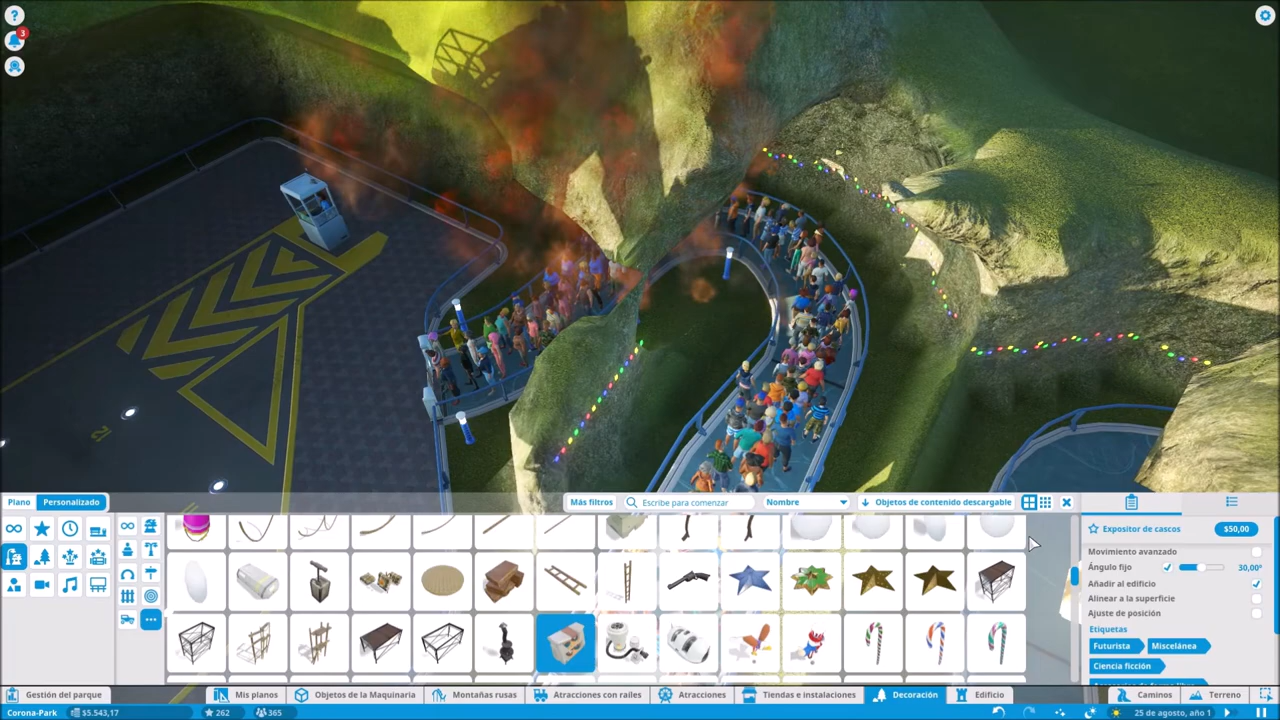 ?
3
21
Plano
Personalizado
Más filtros
Escribe para comenzar
Nombre
Objetos de contenido descargable
Expositor de cascos
$50,00
Movimiento avanzado
Ángulo fijo
30,00°
Añadir al edificio
Alinear a la superficie
Ajuste de posición
Etiquetas
Futurista
Miscelánea
Ciencia ficción
Gestión del parque
Mis planos
Objetos de la Maquinaria
Montañas rusas
Atracciones con raíles
Atracciones
Tiendas e instalaciones
Decoración
Edificio
Caminos
Terreno
Corona-Park
$5.543,17
262
365
25 de agosto, año 1